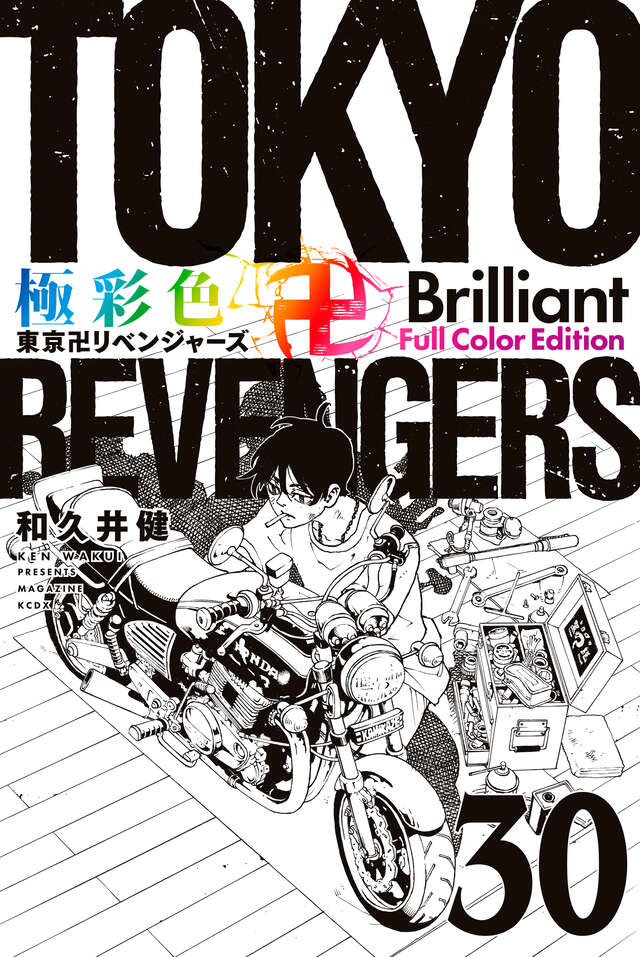 TOKYO
極彩色 卍 Brilliant
東京卍リベンジャーズ Full Color Edition
REVENGERS
和久井健
KEN WAKUI
PRESENTS
MAGAZINE
KCDX
30